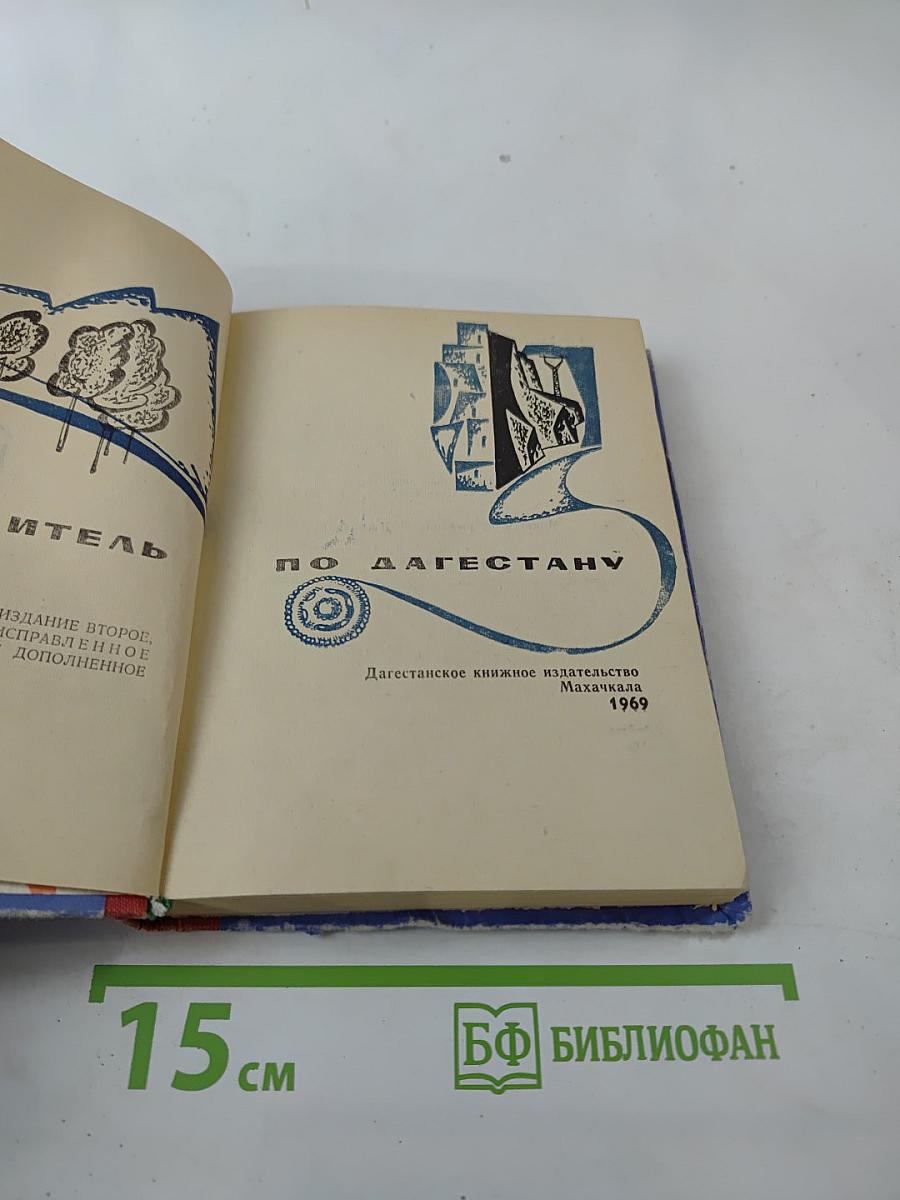 ИТЕЛЬ
ИЗДАНИЕ ВТОРОЕ,
ИСПРАВЛЕННОЕ
ДОПОЛНЕННОЕ
ПО ДАГЕСТАНУ
Дагестанское книжное издательство
Махачкала
1969
15 см
БФ БИБЛИОФАН